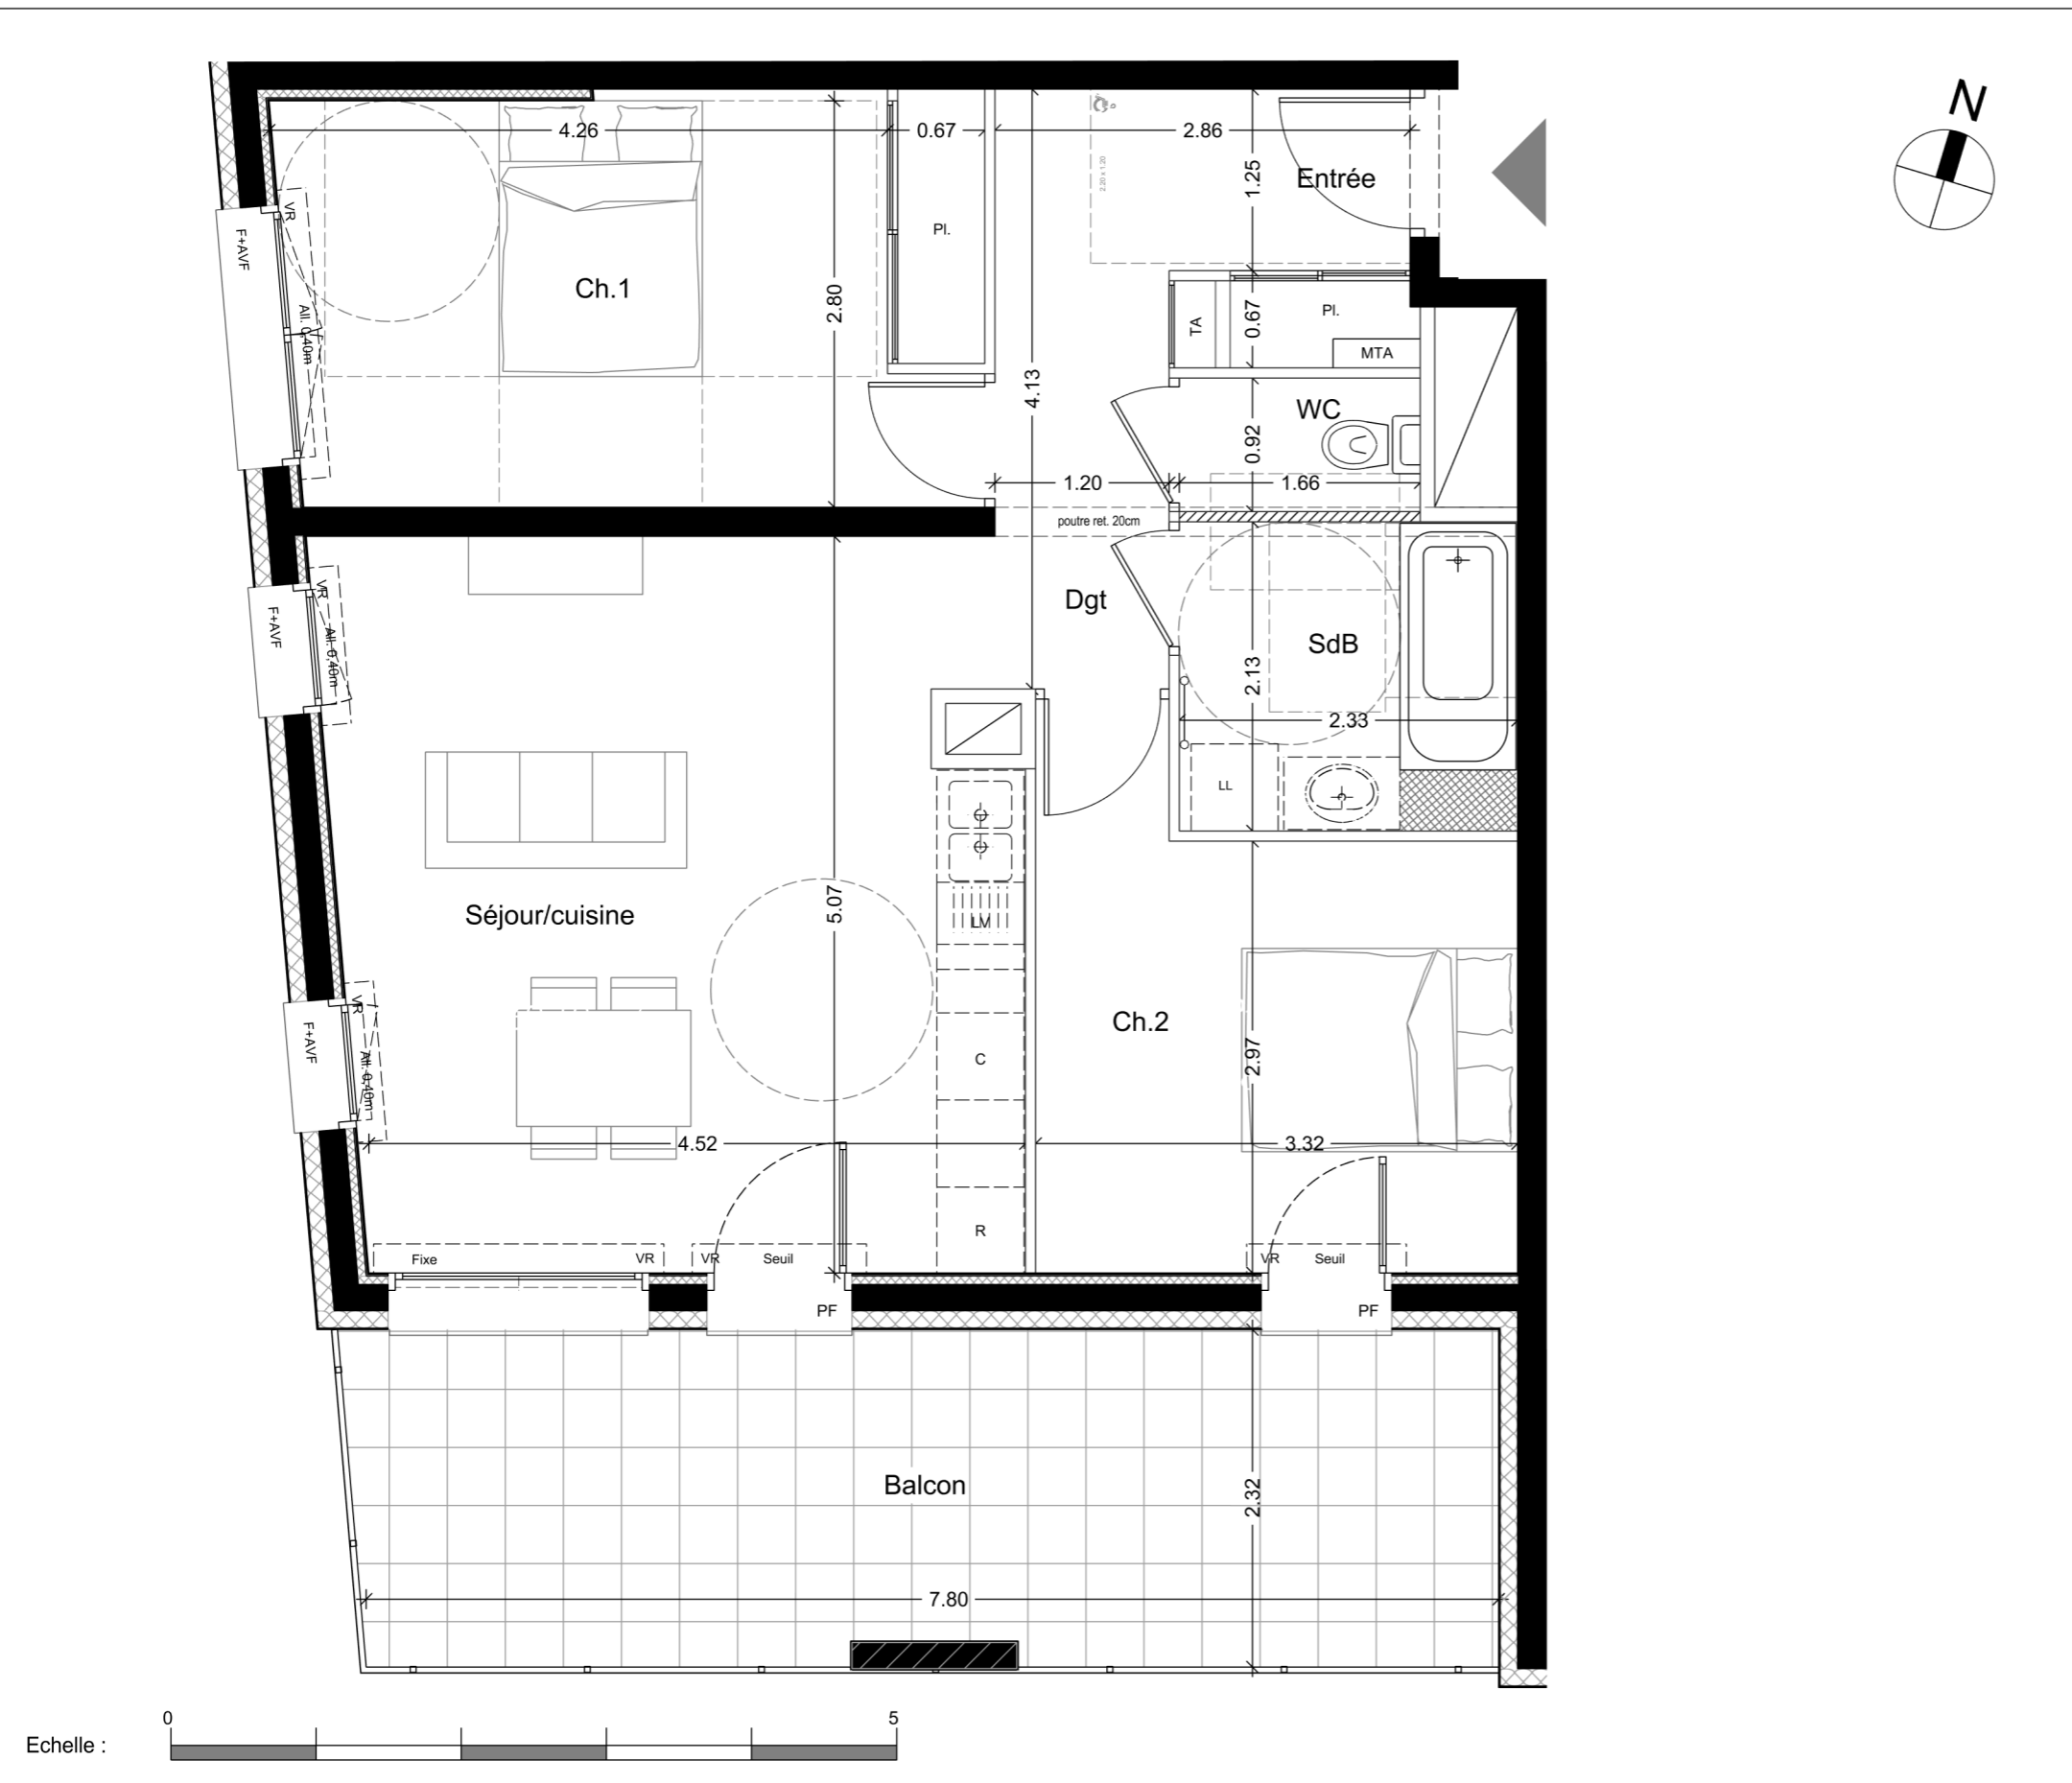 N
4.26
0.67
2.86
Entrée
1.25
2.20 x 1.20
Pl.
VR
F+AVF
All. 0,40m
Ch.1
2.80
4.13
TA
0.67
Pl.
MTA
WC
0.92
1.20
1.66
poutre ret. 20cm
VR
F+AVF
All. 0,40m
Dgt
SdB
2.13
2.33
LL
Séjour/cuisine
5.07
LV
VR
F+AVF
All. 0,40m
C
Ch.2
2.97
4.52
3.32
R
Fixe
VR
VR
Seuil
VR
Seuil
PF
PF
Balcon
2.32
7.80
Echelle :
0
5